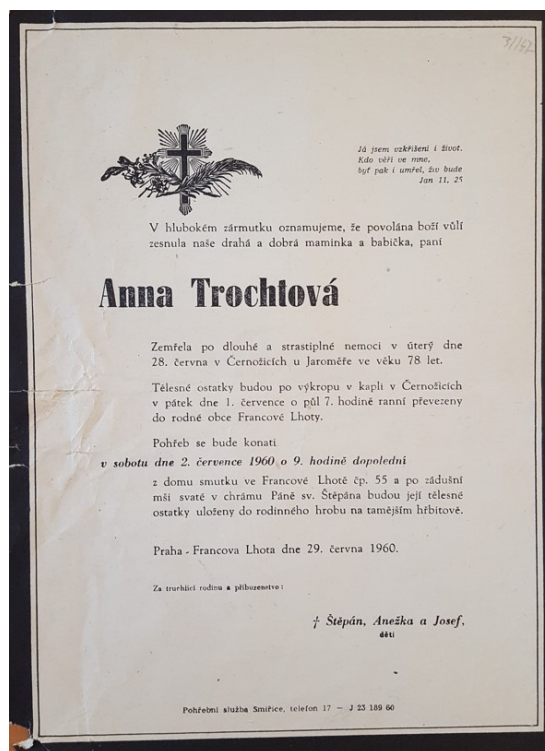 Já jsem vzkříšení i život.
Kdo věří ve mne,
byť pak i umřel, živ bude
Jan 11, 25
V hlubokém zármutku oznamujeme, že povolána boží vůlí
zesnula naše drahá a dobrá maminka a babička, paní
Anna Trochtová
Zemřela po dlouhé a strastiplné nemoci v úterý dne
28. června v Černožicích u Jaroměře ve věku 78 let.
Tělesné ostatky budou po výkropu v kapli v Černožicích
v pátek dne 1. července o půl 7. hodině ranní převezeny
do rodné obce Francové Lhoty.
Pohřeb se bude konati
v sobotu dne 2. července 1960 o 9. hodině dopolední
z domu smutku ve Francové Lhotě čp. 55 a po zádušní
mši svaté v chrámu Páně sv. Štěpána budou její tělesné
ostatky uloženy do rodinného hrobu na tamějším hřbitově.
Praha - Francova Lhota dne 29. června 1960.
Za truchlící rodinu a příbuzenstvo:
† Štěpán, Anežka a Josef,
děti
Pohřební služba Smiřice, telefon 17 — J 23 189 60